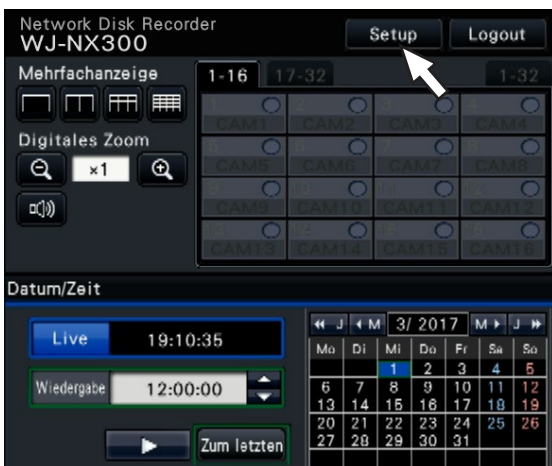 Network Disk Recorder
WJ-NX300
Setup
Logout
Mehrfachanzeige
1-16 17-32 1-32
Digitales Zoom
×1
1 2 3 4
CAM1 CAM2 CAM3 CAM4
5 6 7 8
CAM5 CAM6 CAM7 CAM8
9 10 11 12
CAM9 CAM10 CAM11 CAM12
13 14 15 16
CAM13 CAM14 CAM15 CAM16
Datum/Zeit
Live 19:10:35
Wiedergabe 12:00:00
Zum letzten
J M 3/ 2017 M J
Mo Di Mi Do Fr Sa So
1 2 3 4 5
6 7 8 9 10 11 12
13 14 15 16 17 18 19
20 21 22 23 24 25 26
27 28 29 30 31